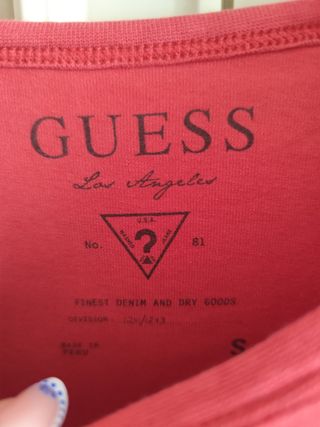 GUESS
Los Angeles
U.S.A.
No. ? 81
FINEST DENIM AND DRY GOODS
DIVISION
MADE IN
PERU
S